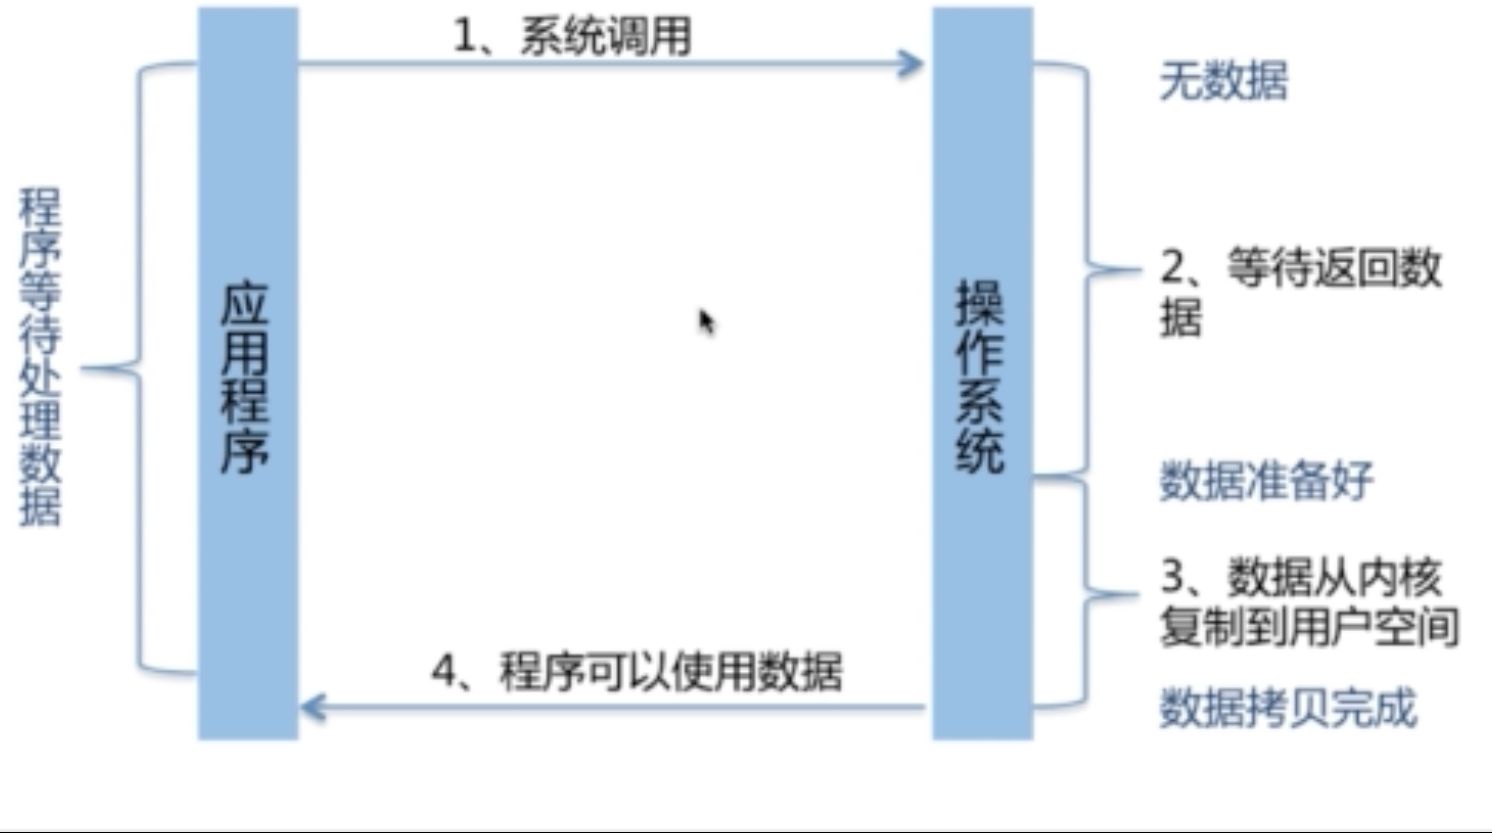 1、系统调用
无数据
程序等待处理数据
应用程序
操作系统
2、等待返回数
据
数据准备好
3、数据从内核
复制到用户空间
4、程序可以使用数据
数据拷贝完成